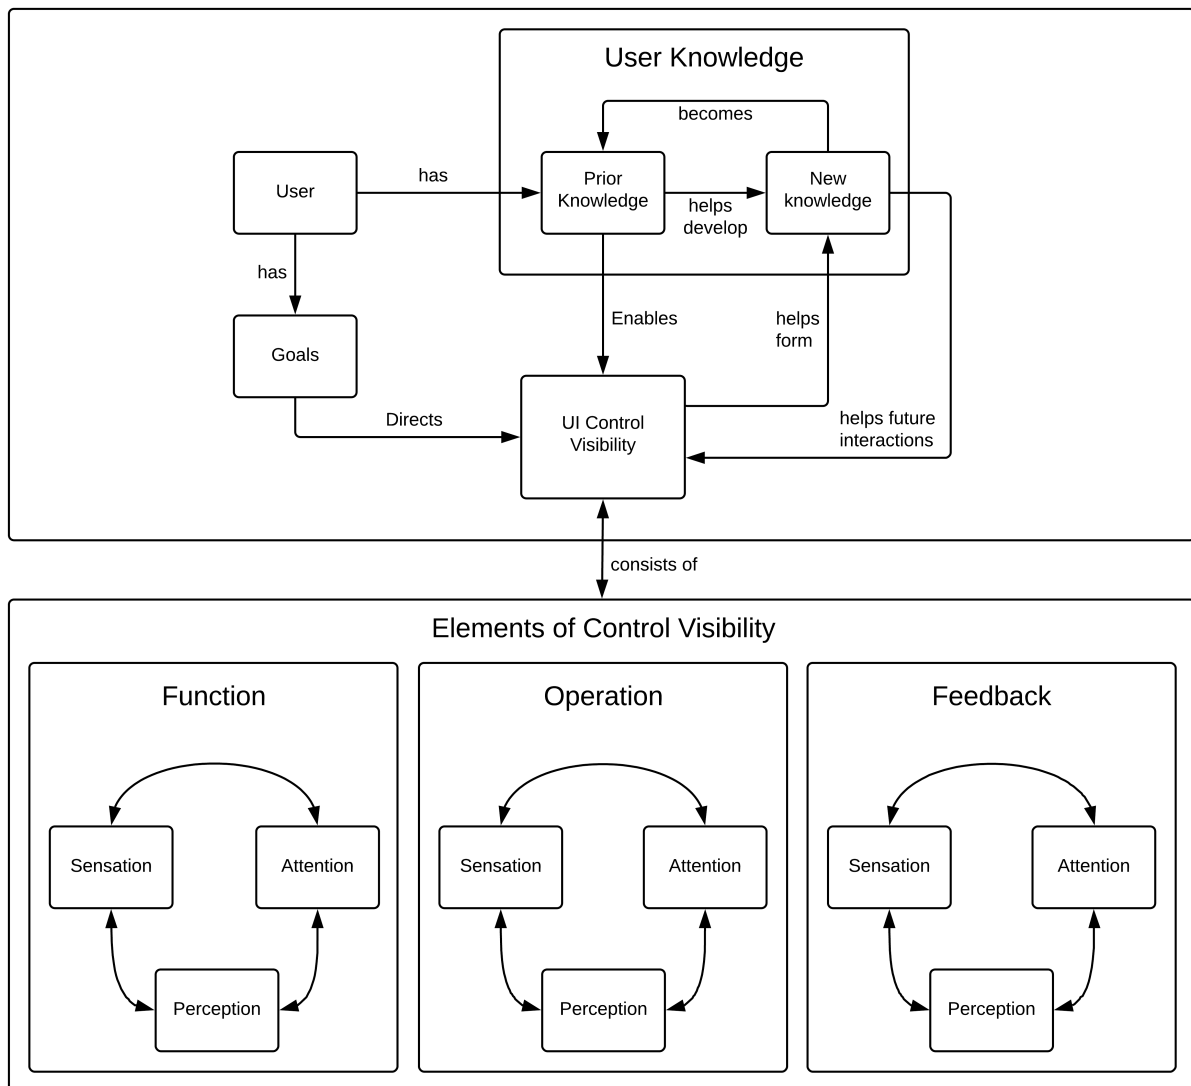 User Knowledge
becomes
User
has
Prior
Knowledge
helps
develop
New
knowledge
has
Enables
helps
form
Goals
Directs
UI Control
Visibility
helps future
interactions
consists of
Elements of Control Visibility
Function
Sensation
Attention
Perception
Operation
Sensation
Attention
Perception
Feedback
Sensation
Attention
Perception